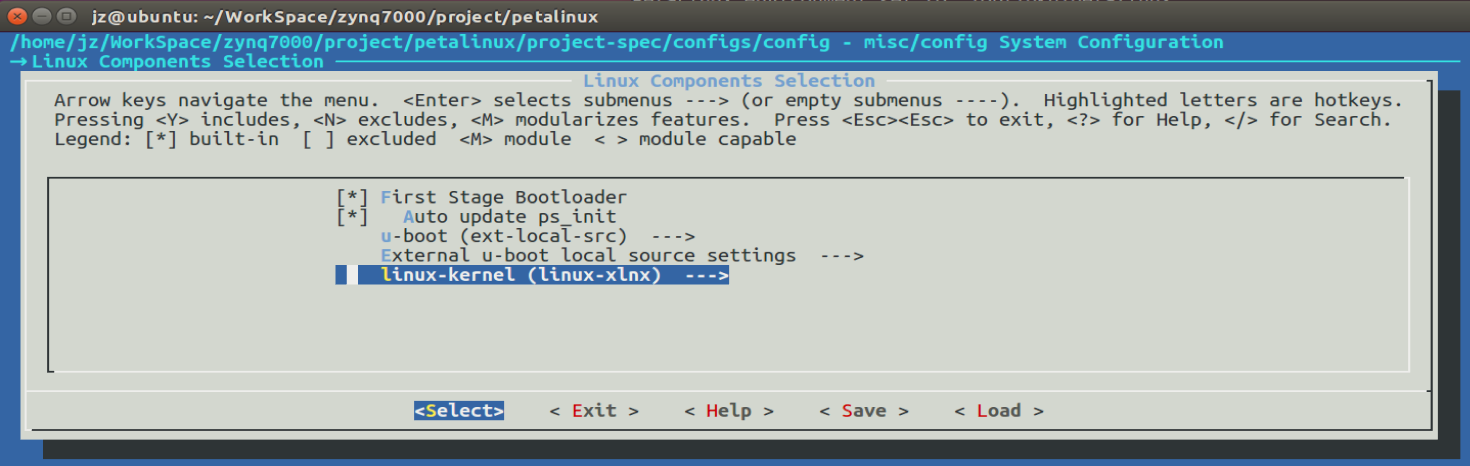 jz@ubuntu: ~/WorkSpace/zynq7000/project/petalinux
/home/jz/WorkSpace/zynq7000/project/petalinux/project-spec/configs/config - misc/config System Configuration
→ Linux Components Selection
Linux Components Selection
Arrow keys navigate the menu.  <Enter> selects submenus ---> (or empty submenus ----).  Highlighted letters are hotkeys.
Pressing <Y> includes, <N> excludes, <M> modularizes features.  Press <Esc><Esc> to exit, <?> for Help, </> for Search.
Legend: [*] built-in  [ ] excluded  <M> module  < > module capable
[*] First Stage Bootloader
[*]   Auto update ps_init
u-boot (ext-local-src)  --->
External u-boot local source settings  --->
linux-kernel (linux-xlnx)  --->
<Select>    < Exit >    < Help >    < Save >    < Load >